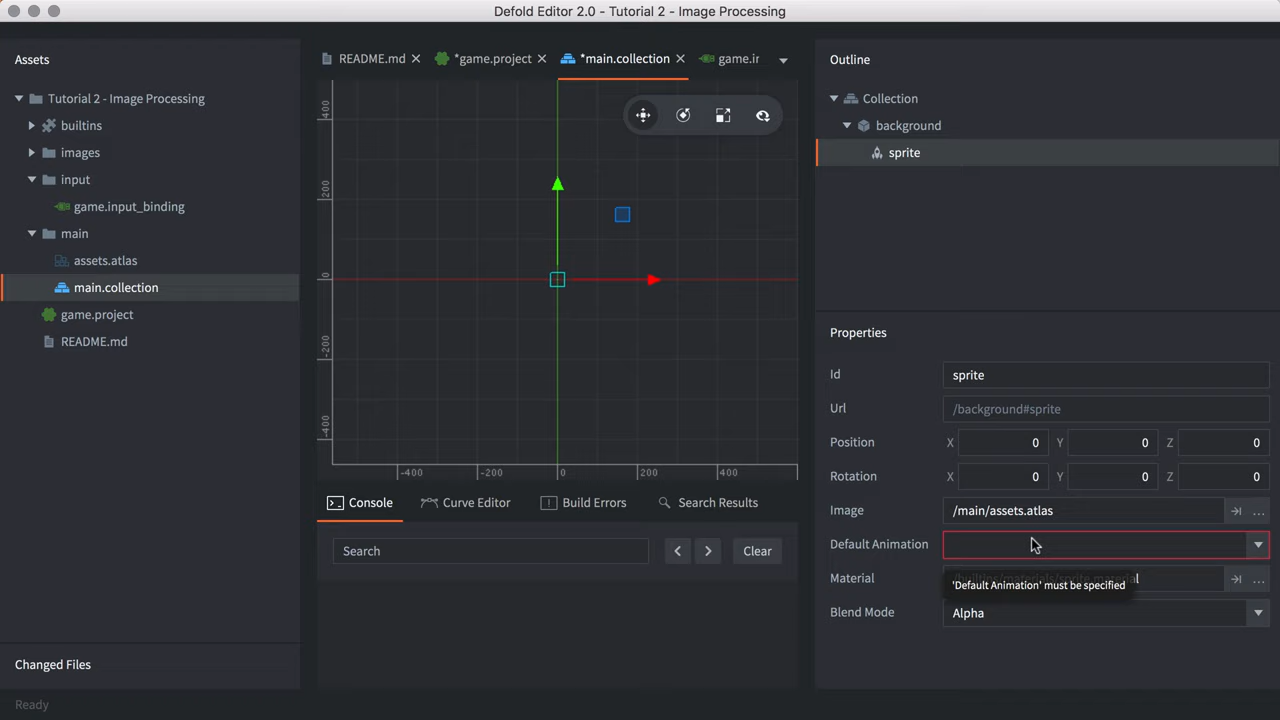 Defold Editor 2.0 - Tutorial 2 - Image Processing
Assets
Tutorial 2 - Image Processing
builtins
images
input
game.input_binding
main
assets.atlas
main.collection
game.project
README.md
Changed Files
Ready
README.md *game.project *main.collection game.ir
400
200
0
-200
-400
-400 -200 0 200 400
Console Curve Editor Build Errors Search Results
Search Clear
Outline
Collection
background
sprite
Properties
Id sprite
Url /background#sprite
Position X 0 Y 0 Z 0
Rotation X 0 Y 0 Z 0
Image /main/assets.atlas ...
Default Animation
Material /builtins/materials/sprite.material ...
'Default Animation' must be specified
Blend Mode Alpha